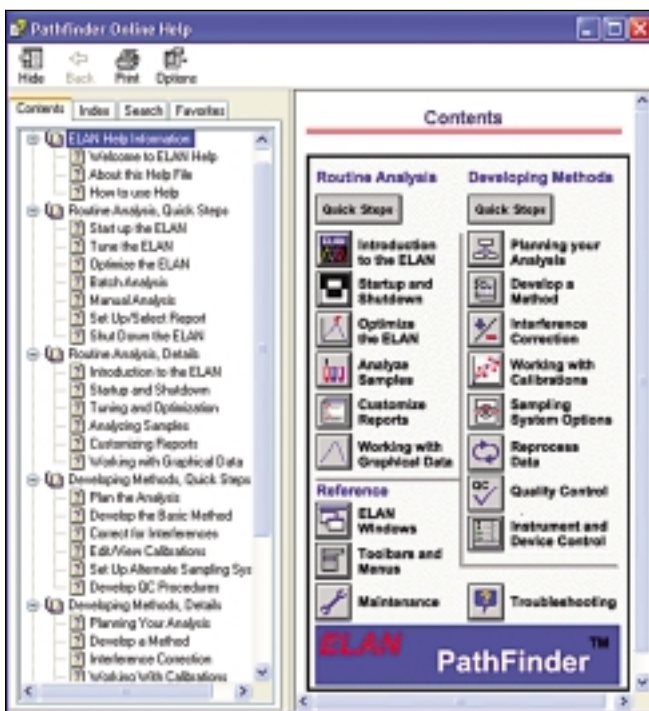 Pathfinder Online Help
Hide Back Print Options
Contents Index Search Favorites
ELAN Help Information
Welcome to ELAN Help
About this Help File
How to use Help
Routine Analysis, Quick Steps
Start up the ELAN
Tune the ELAN
Optimize the ELAN
Batch Analysis
Manual Analysis
Set Up/Select Report
Shut Down the ELAN
Routine Analysis, Details
Introduction to the ELAN
Startup and Shutdown
Tuning and Optimization
Analyzing Samples
Customizing Reports
Working with Graphical Data
Developing Methods, Quick Steps
Plan the Analysis
Develop the Basic Method
Correct for Interferences
Edit/View Calibrations
Set Up Alternate Sampling Sys
Develop QC Procedures
Developing Methods, Details
Planning Your Analysis
Develop a Method
Interference Correction
Working With Calibrations
Contents
Routine Analysis
Quick Steps
Introduction
to the ELAN
Startup and
Shutdown
Optimize
the ELAN
Analyze
Samples
Customize
Reports
Working with
Graphical Data
Reference
ELAN
Windows
Toolbars and
Menus
Maintenance
Developing Methods
Quick Steps
Planning your
Analysis
Develop a
Method
Interference
Correction
Working with
Calibrations
Sampling
System Options
Reprocess
Data
QC
Quality Control
Instrument and
Device Control
Troubleshooting
ELAN
PathFinder™